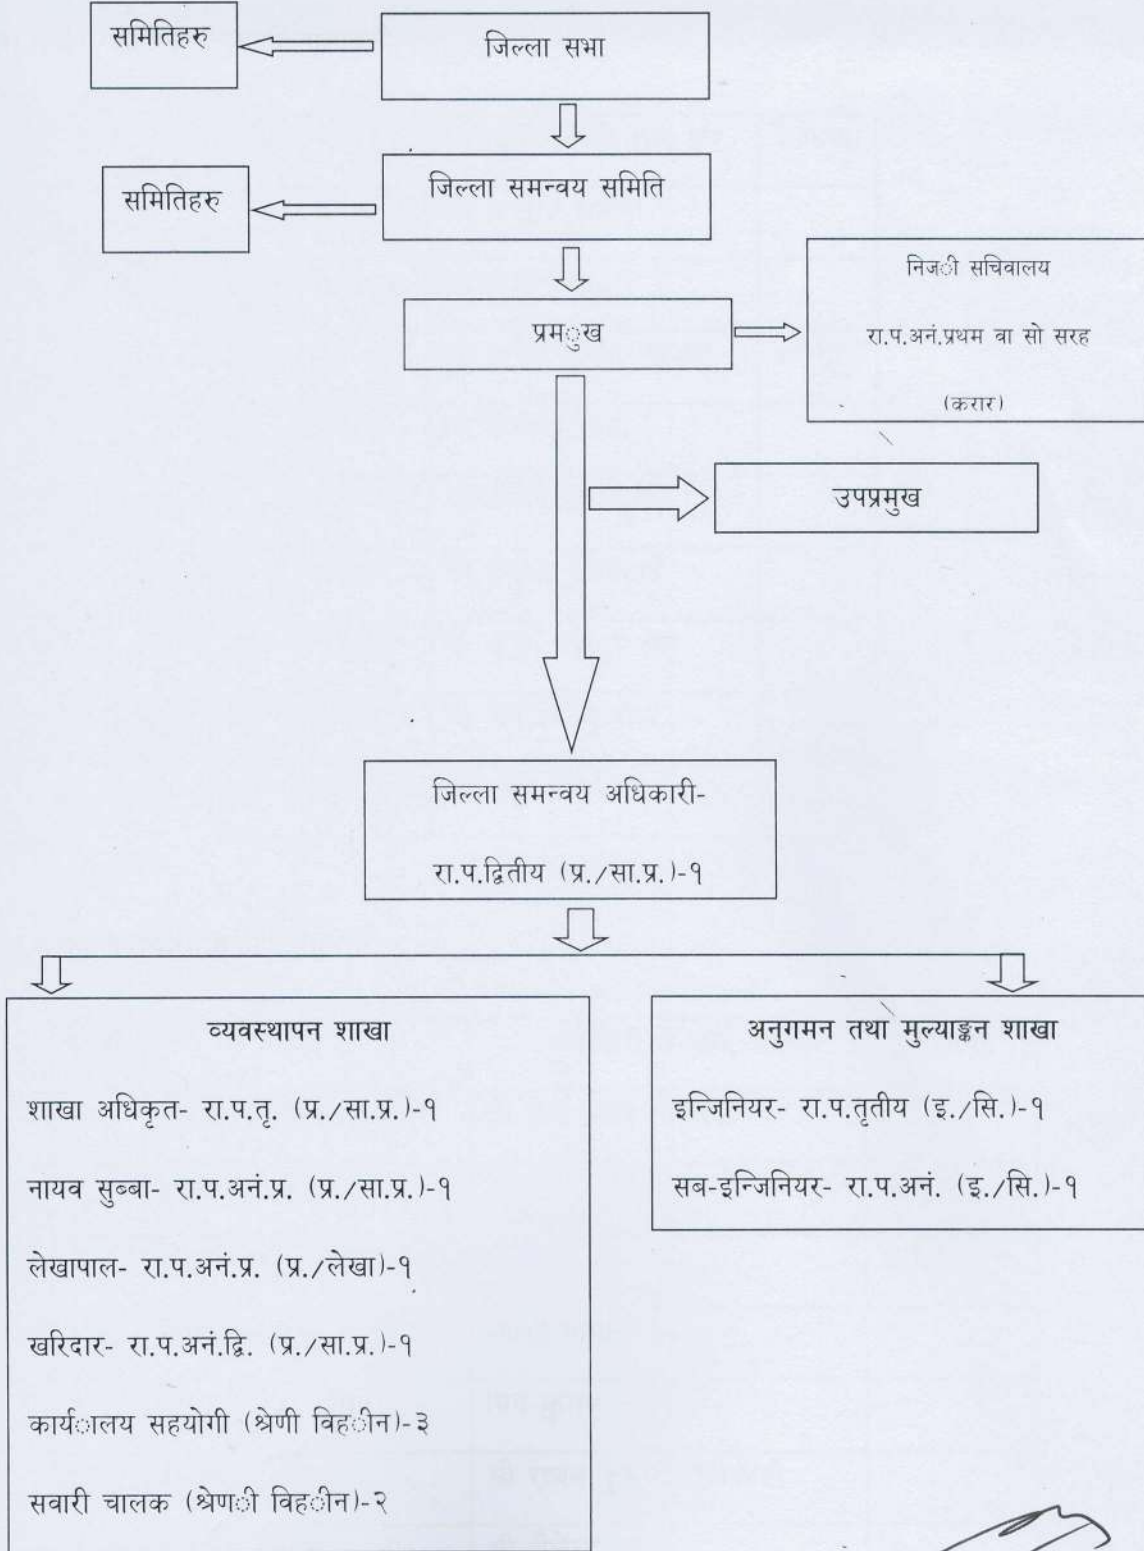 समितिहरु
जिल्ला सभा
समितिहरु
जिल्ला समन्वय समिति
निजी सचिवालय
रा.प.अनं.प्रथम वा सो सरह
(करार)
प्रमुख
उपप्रमुख
जिल्ला समन्वय अधिकारी-
रा.प.द्वितीय (प्र./सा.प्र.)-१
व्यवस्थापन शाखा
शाखा अधिकृत- रा.प.तृ. (प्र./सा.प्र.)-१
नायव सुब्बा- रा.प.अनं.प्र. (प्र./सा.प्र.)-१
लेखापाल- रा.प.अनं.प्र. (प्र./लेखा)-१
खरिदार- रा.प.अनं.द्वि. (प्र./सा.प्र.)-१
कार्यालय सहयोगी (श्रेणी विहीन)-३
सवारी चालक (श्रेणी विहीन)-२
अनुगमन तथा मुल्याङ्कन शाखा
इन्जिनियर- रा.प.तृतीय (इ./सि.)-१
सब-इन्जिनियर- रा.प.अनं. (इ./सि.)-१